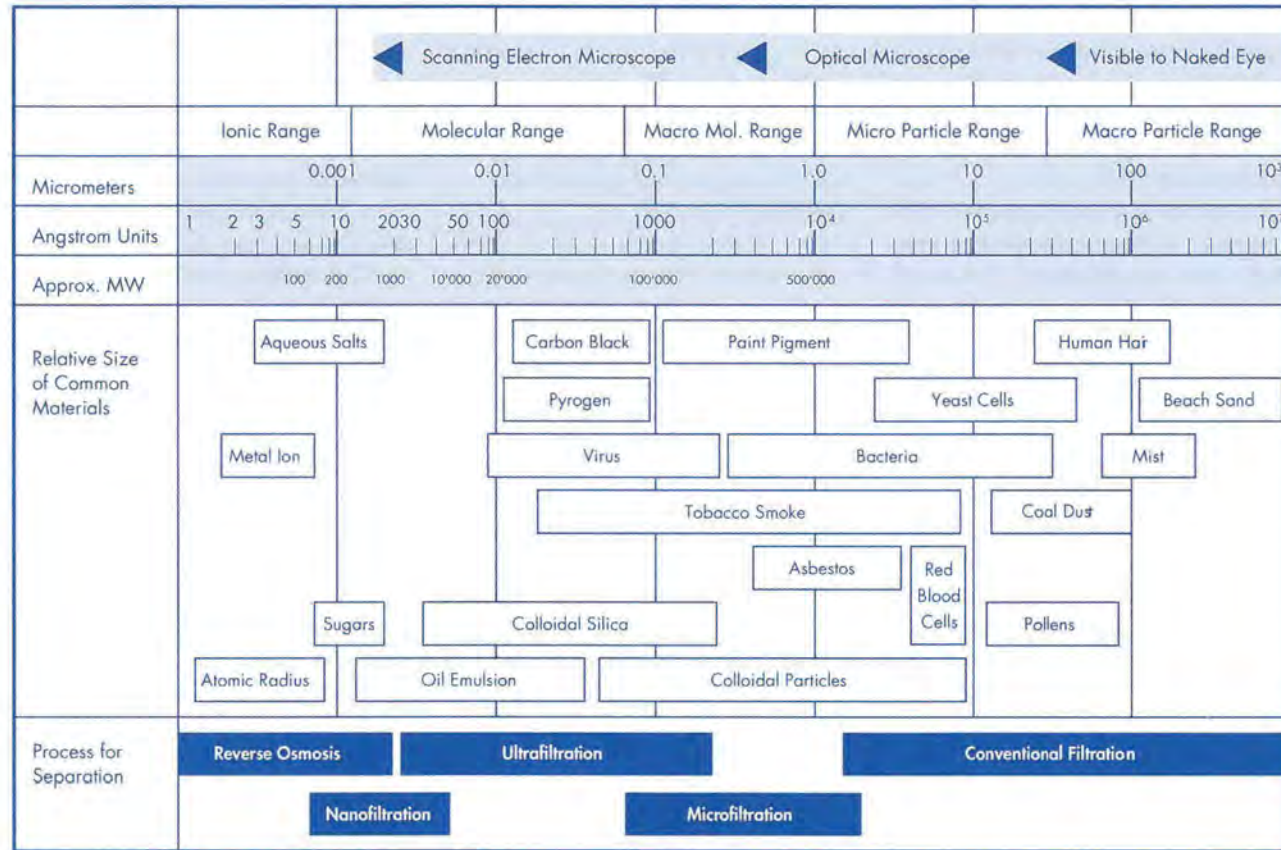 Scanning Electron Microscope Optical Microscope Visible to Naked Eye
Ionic Range Molecular Range Macro Mol. Range Micro Particle Range Macro Particle Range
Micrometers 0.001 0.01 0.1 1.0 10 100 10³
Angstrom Units 1 2 3 5 10 20 30 50 100 1000 10⁴ 10⁵ 10⁶
Approx. MW 100 200 1000 10'000 20'000 100'000 500'000
Relative Size
of Common
Materials
Aqueous Salts Carbon Black Paint Pigment Human Hair
Pyrogen Yeast Cells Beach Sand
Metal Ion Virus Bacteria Mist
Tobacco Smoke Coal Dust
Asbestos Red
Blood
Cells
Sugars Colloidal Silica Pollens
Atomic Radius Oil Emulsion Colloidal Particles
Process for
Separation
Reverse Osmosis Ultrafiltration Conventional Filtration
Nanofiltration Microfiltration